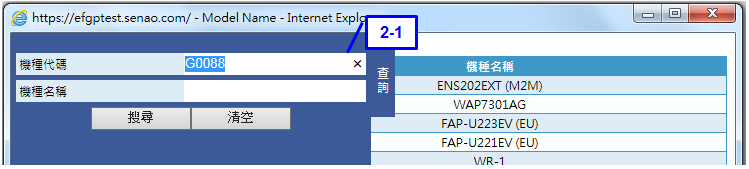 https://efgptest.senao.com/ - Model Name - Internet Explo
2-1
機種代碼 G0088 ×
機種名稱
搜尋 清空
查詢
機種名稱
ENS202EXT (M2M)
WAP7301AG
FAP-U223EV (EU)
FAP-U221EV (EU)
WR-1